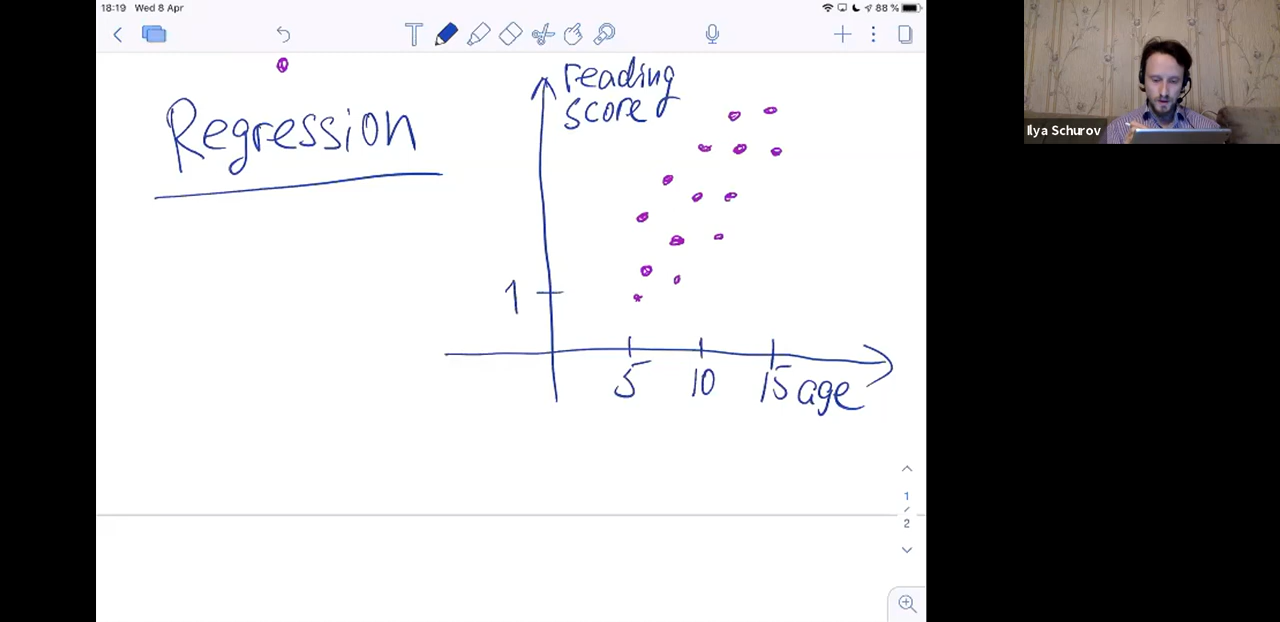 18:19 Wed 8 Apr
88 %
T
Regression
reading
score
1
5 10 15 age
1
2
Ilya Schurov